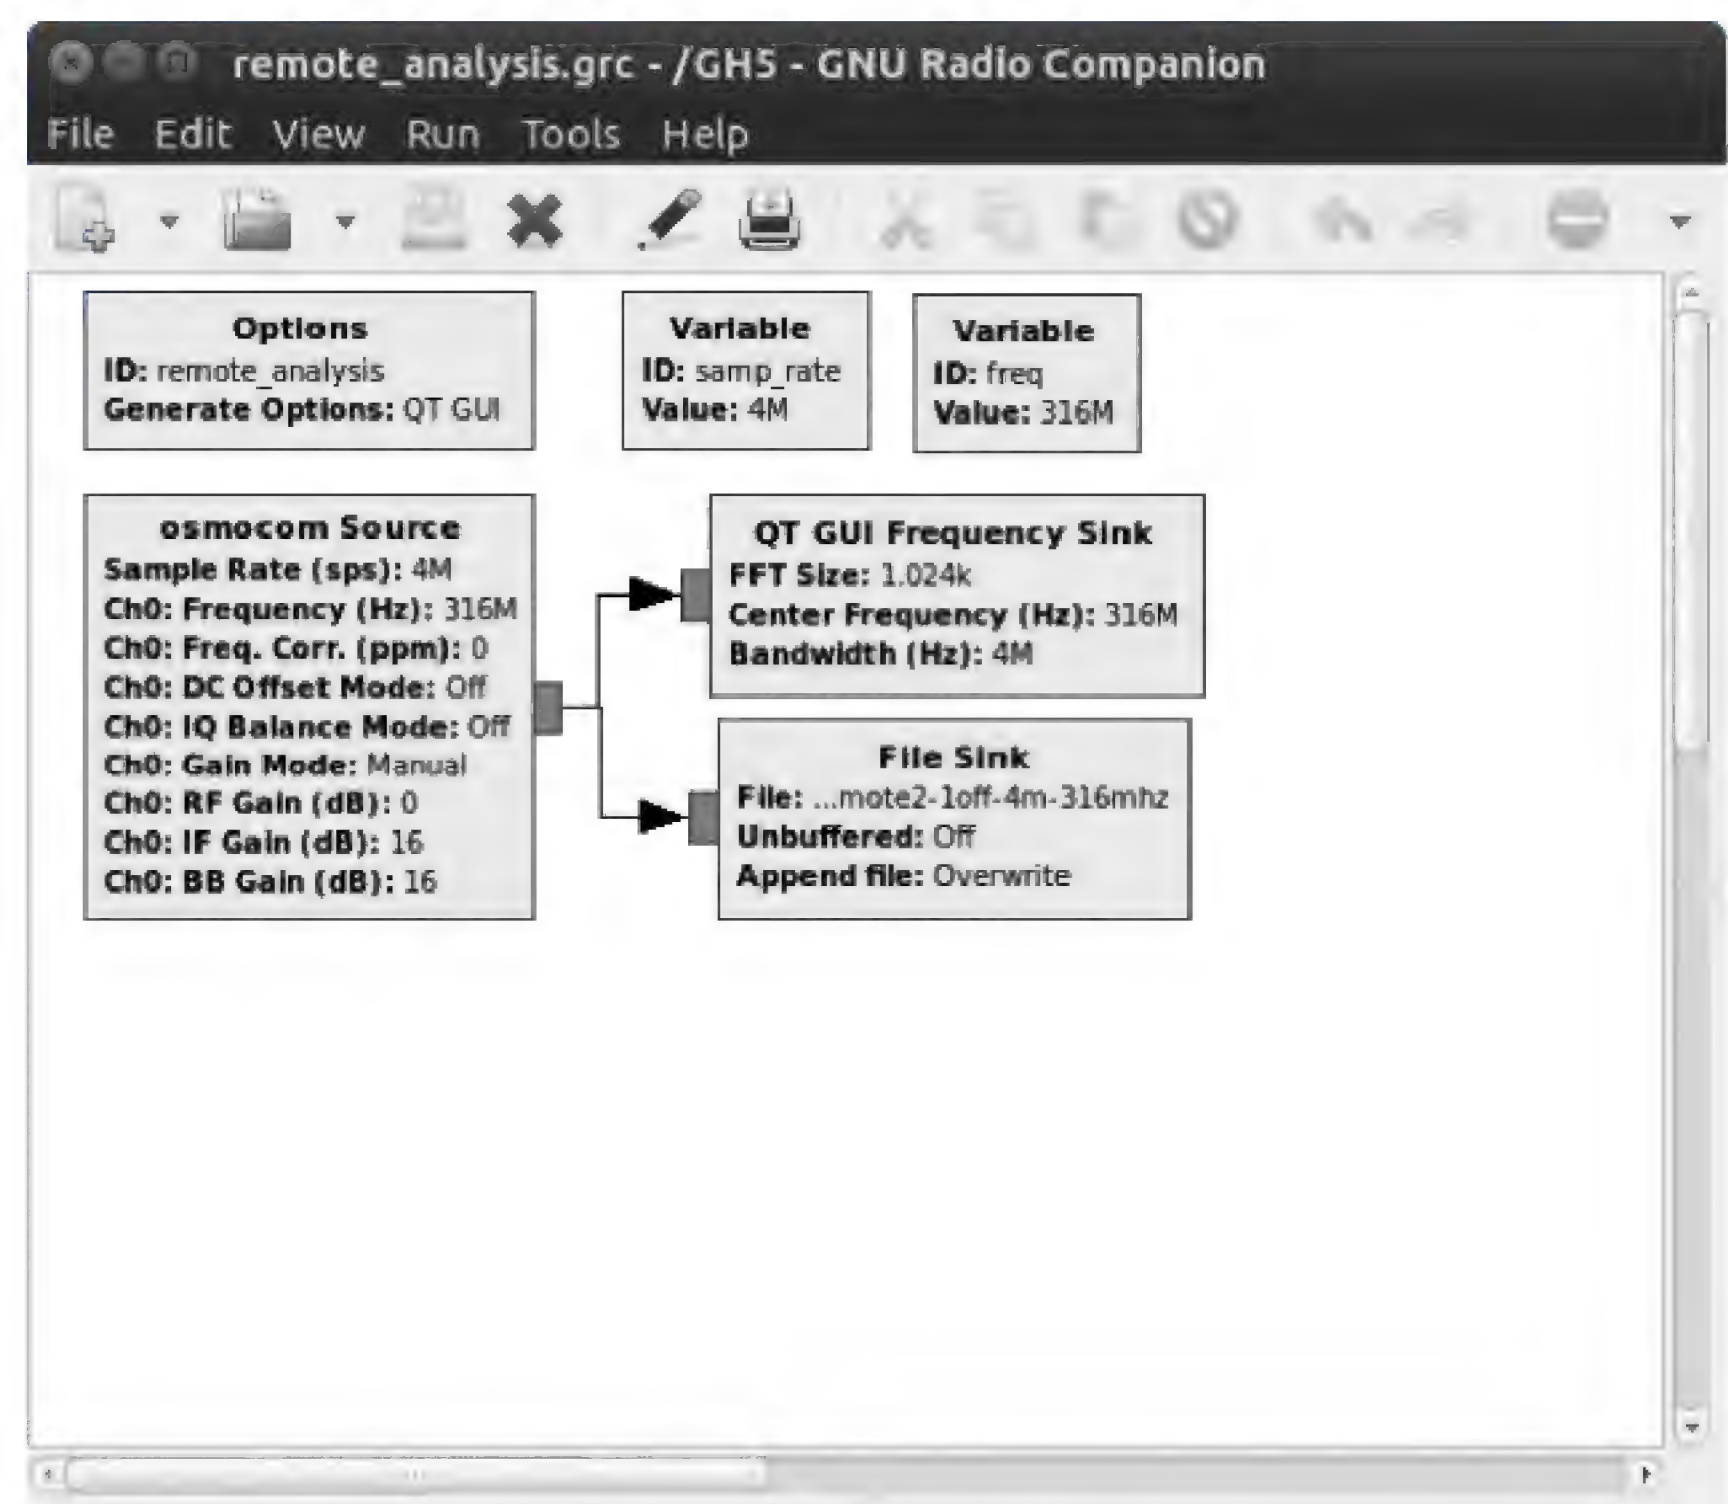 remote_analysis.grc - /GH5 - GNU Radio Companion
File Edit View Run Tools Help
Options
ID: remote_analysis
Generate Options: QT GUI
Variable
ID: samp_rate
Value: 4M
Variable
ID: freq
Value: 316M
osmocom Source
Sample Rate (sps): 4M
Ch0: Frequency (Hz): 316M
Ch0: Freq. Corr. (ppm): 0
Ch0: DC Offset Mode: Off
Ch0: IQ Balance Mode: Off
Ch0: Gain Mode: Manual
Ch0: RF Gain (dB): 0
Ch0: IF Gain (dB): 16
Ch0: BB Gain (dB): 16
QT GUI Frequency Sink
FFT Size: 1.024k
Center Frequency (Hz): 316M
Bandwidth (Hz): 4M
File Sink
File: ...mote2-1off-4m-316mhz
Unbuffered: Off
Append file: Overwrite